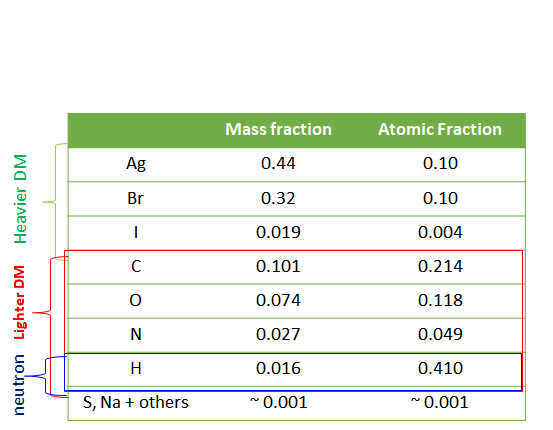 Mass fraction Atomic Fraction
Ag 0.44 0.10
Br 0.32 0.10
I 0.019 0.004
C 0.101 0.214
O 0.074 0.118
N 0.027 0.049
H 0.016 0.410
S, Na + others ~ 0.001 ~ 0.001
Heavier DM
Lighter DM
neutron